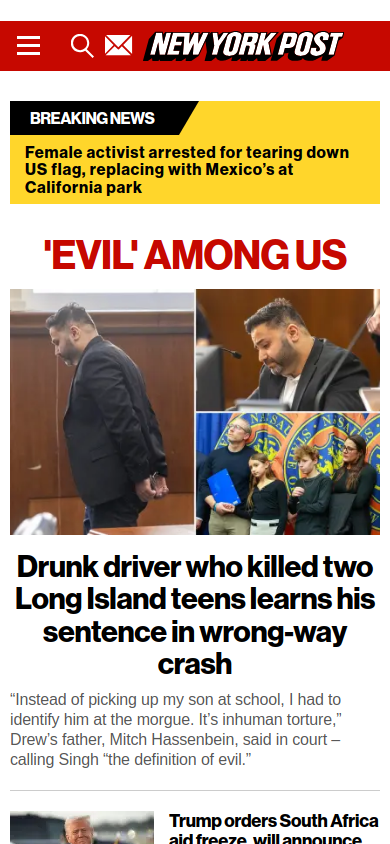 NEW YORK POST
BREAKING NEWS
Female activist arrested for tearing down
US flag, replacing with Mexico’s at
California park
'EVIL' AMONG US
Drunk driver who killed two
Long Island teens learns his
sentence in wrong-way
crash
“Instead of picking up my son at school, I had to
identify him at the morgue. It’s inhuman torture,”
Drew’s father, Mitch Hassenbein, said in court –
calling Singh “the definition of evil.”
Trump orders South Africa
aid freeze, will announce